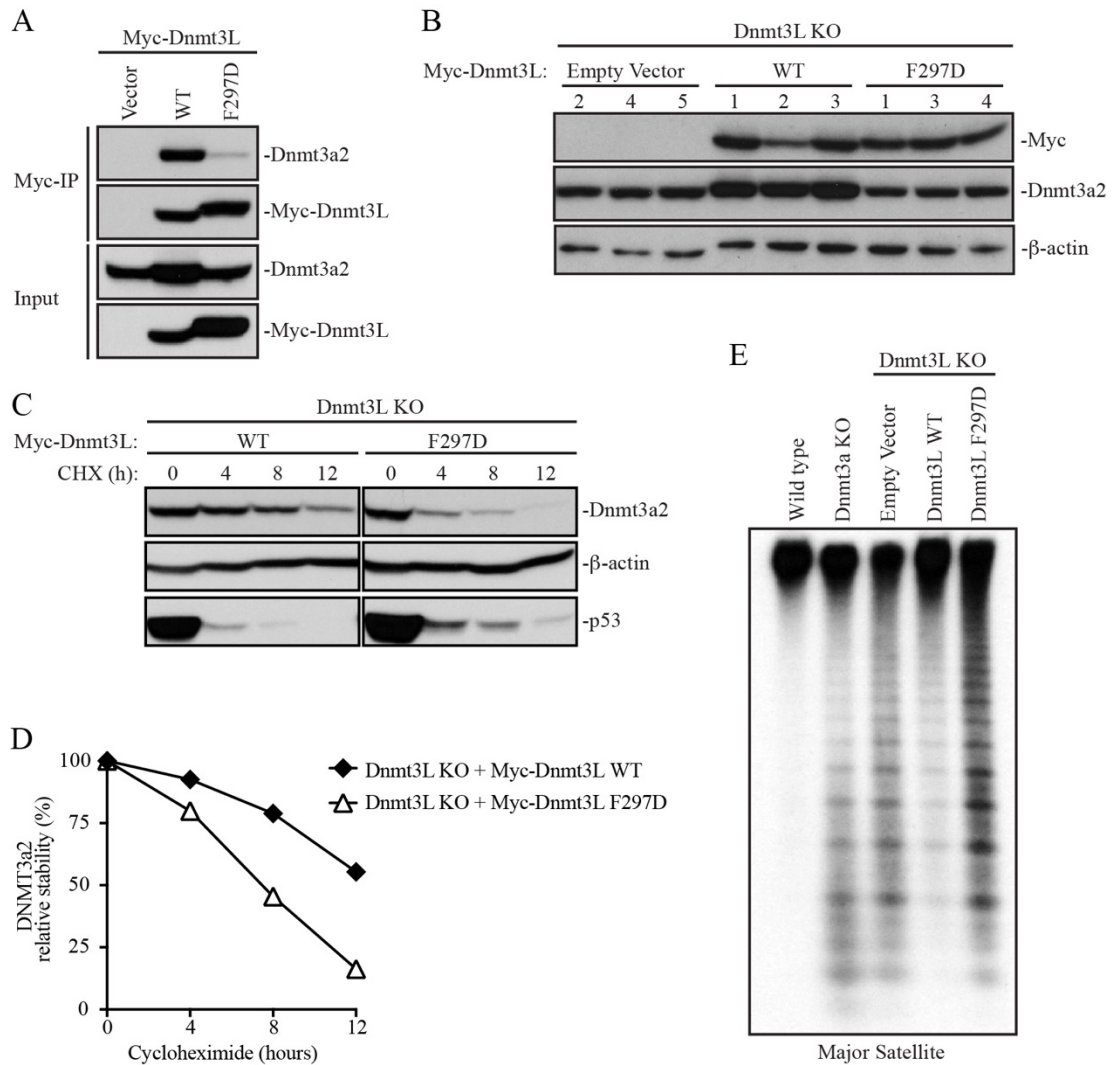 A
Myc-Dnmt3L
Vector
WT
F297D
Myc-IP
-Dnmt3a2
-Myc-Dnmt3L
Input
-Dnmt3a2
-Myc-Dnmt3L
B
Dnmt3L KO
Myc-Dnmt3L: Empty Vector WT F297D
2 4 5 1 2 3 1 3 4
-Myc
-Dnmt3a2
-β-actin
C
Dnmt3L KO
Myc-Dnmt3L: WT F297D
CHX (h): 0 4 8 12 0 4 8 12
-Dnmt3a2
-β-actin
-p53
D
DNMT3a2
relative stability (%)
100
75
50
25
0
0 4 8 12
Cycloheximide (hours)
Dnmt3L KO + Myc-Dnmt3L WT
Dnmt3L KO + Myc-Dnmt3L F297D
E
Dnmt3L KO
Wild type
Dnmt3a KO
Empty Vector
Dnmt3L WT
Dnmt3L F297D
Major Satellite